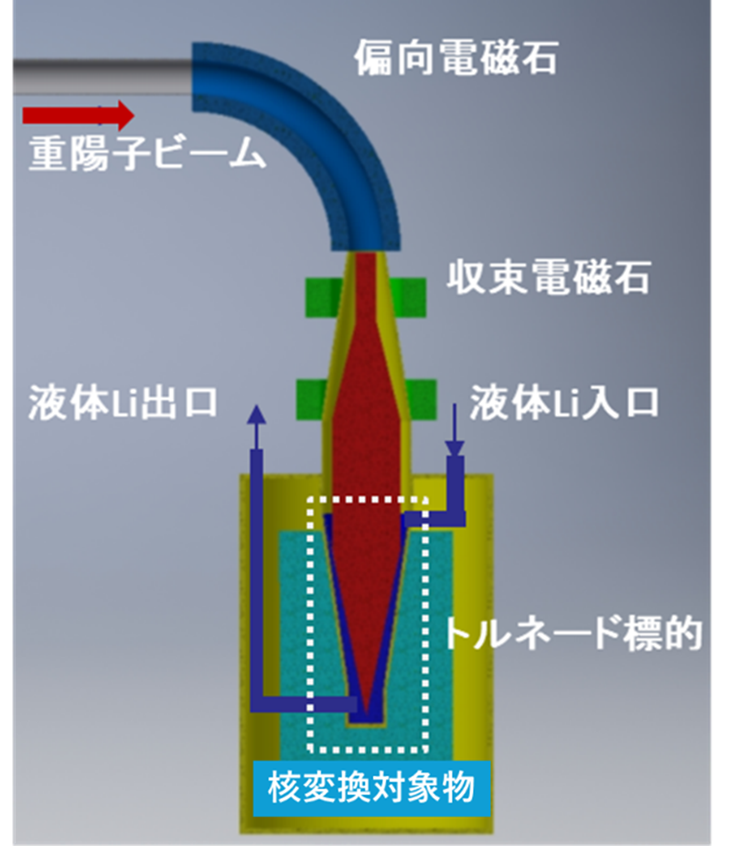 偏向電磁石
重陽子ビーム
収束電磁石
液体Li出口
液体Li入口
トルネード標的
核変換対象物